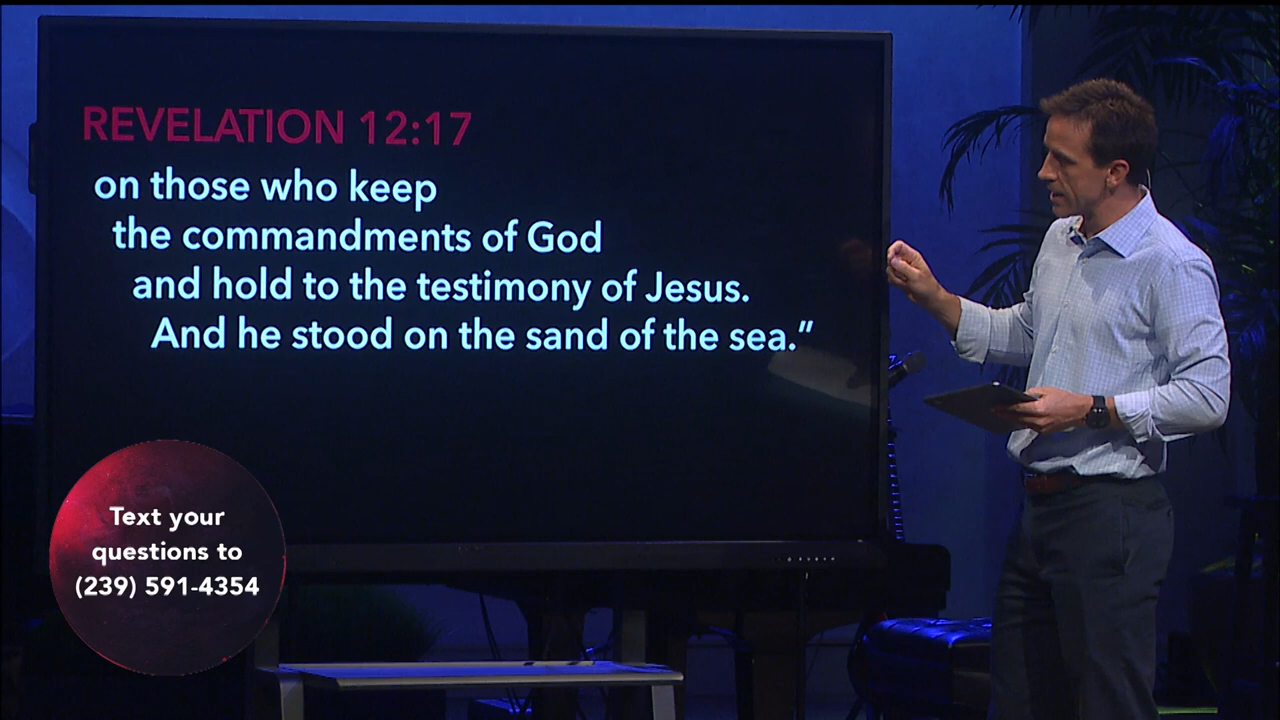 REVELATION 12:17
on those who keep
the commandments of God
and hold to the testimony of Jesus.
And he stood on the sand of the sea.”
Text your
questions to
(239) 591-4354